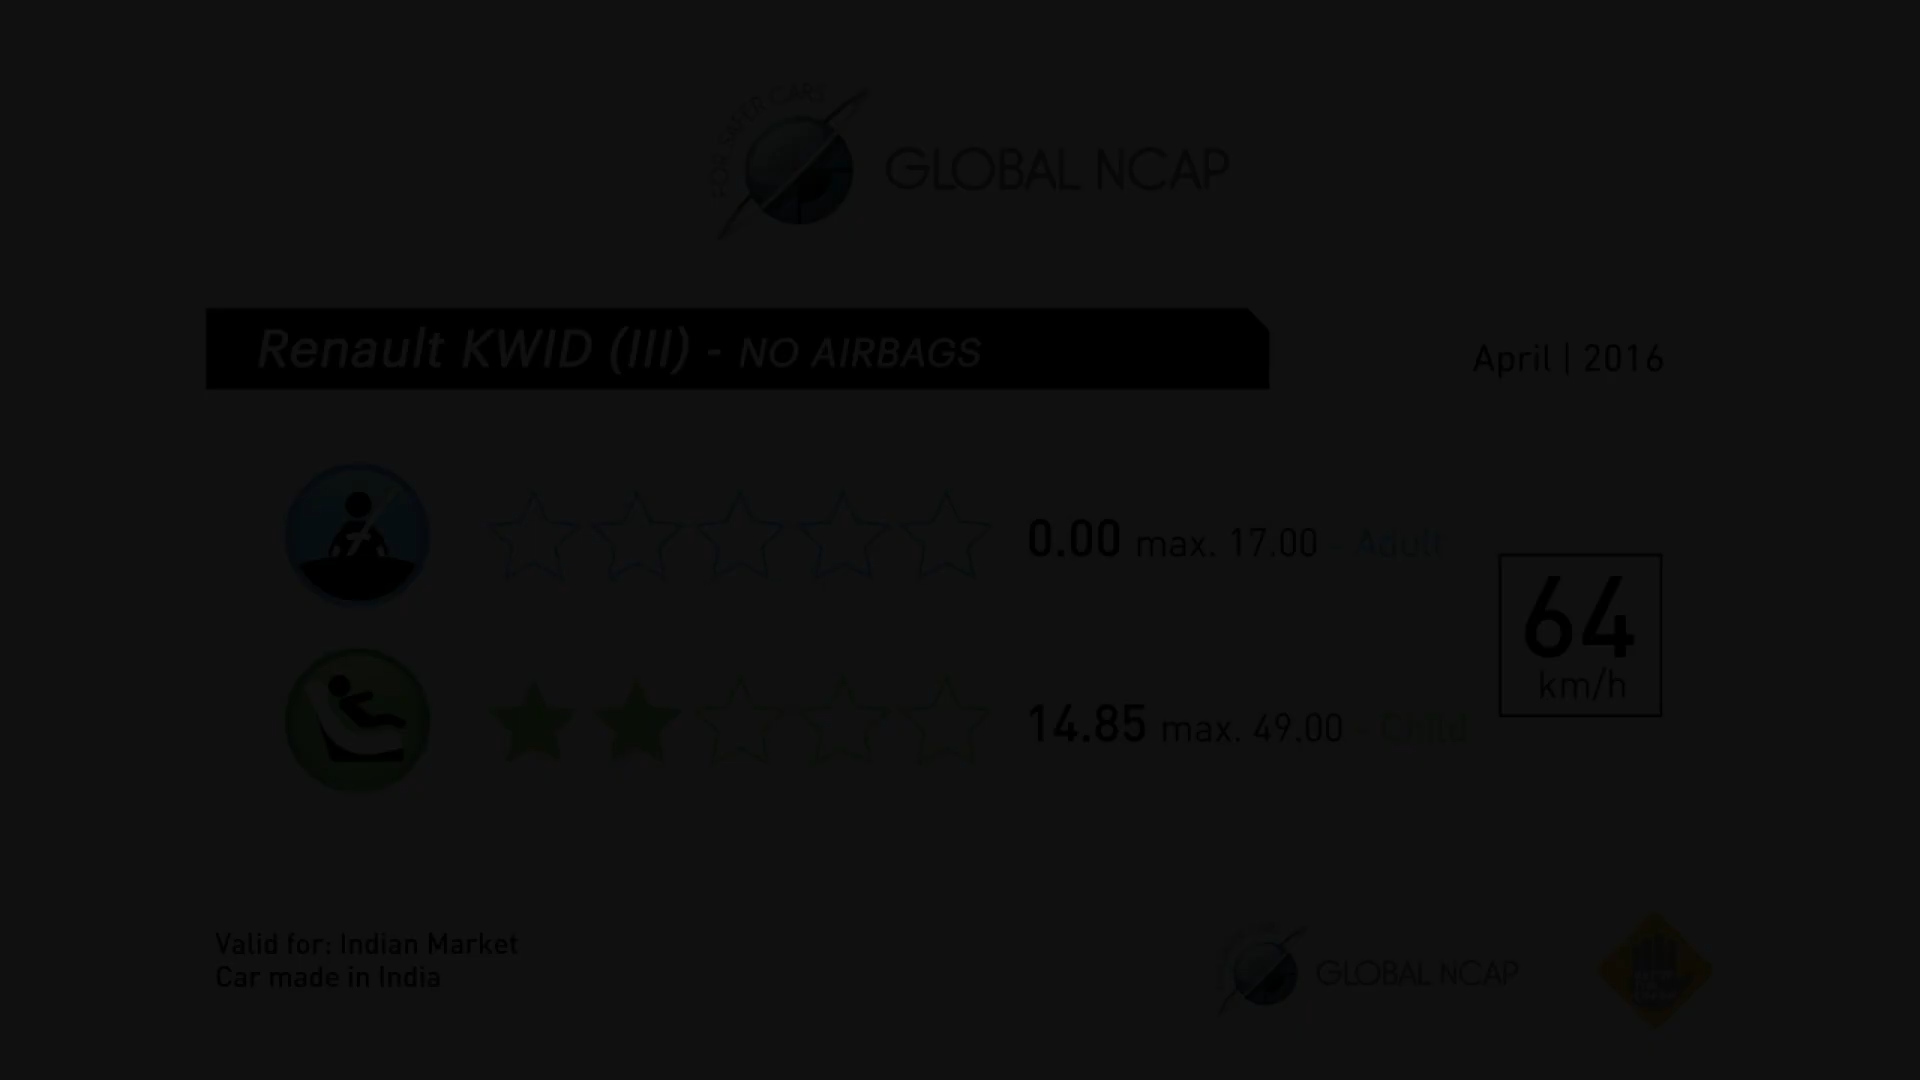 FOR SAFER CARS
GLOBAL NCAP
Renault KWID (III) - NO AIRBAGS
April | 2016
0.00 max. 17.00 - Adult
64
km/h
14.85 max. 49.00 - Child
Valid for: Indian Market
Car made in India
GLOBAL NCAP